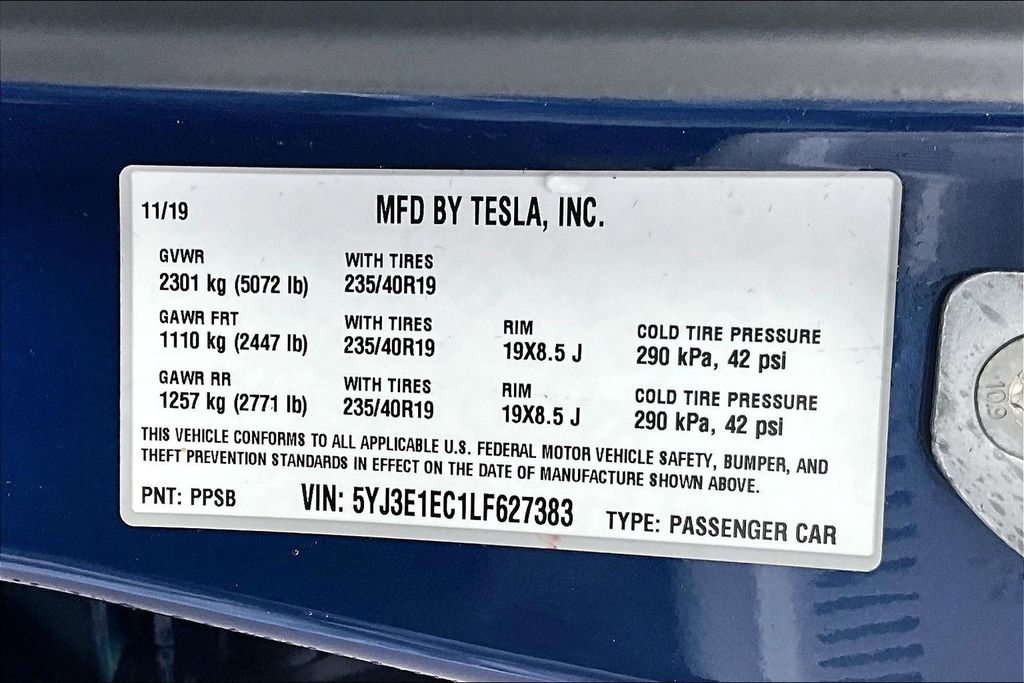 11/19
MFD BY TESLA, INC.
GVWR
2301 kg (5072 lb)
WITH TIRES
235/40R19
GAWR FRT
1110 kg (2447 lb)
WITH TIRES
235/40R19
RIM
19X8.5 J
COLD TIRE PRESSURE
290 kPa, 42 psi
GAWR RR
1257 kg (2771 lb)
WITH TIRES
235/40R19
RIM
19X8.5 J
COLD TIRE PRESSURE
290 kPa, 42 psi
THIS VEHICLE CONFORMS TO ALL APPLICABLE U.S. FEDERAL MOTOR VEHICLE SAFETY, BUMPER, AND
THEFT PREVENTION STANDARDS IN EFFECT ON THE DATE OF MANUFACTURE SHOWN ABOVE.
PNT: PPSB
VIN: 5YJ3E1EC1LF627383
TYPE: PASSENGER CAR
10.9